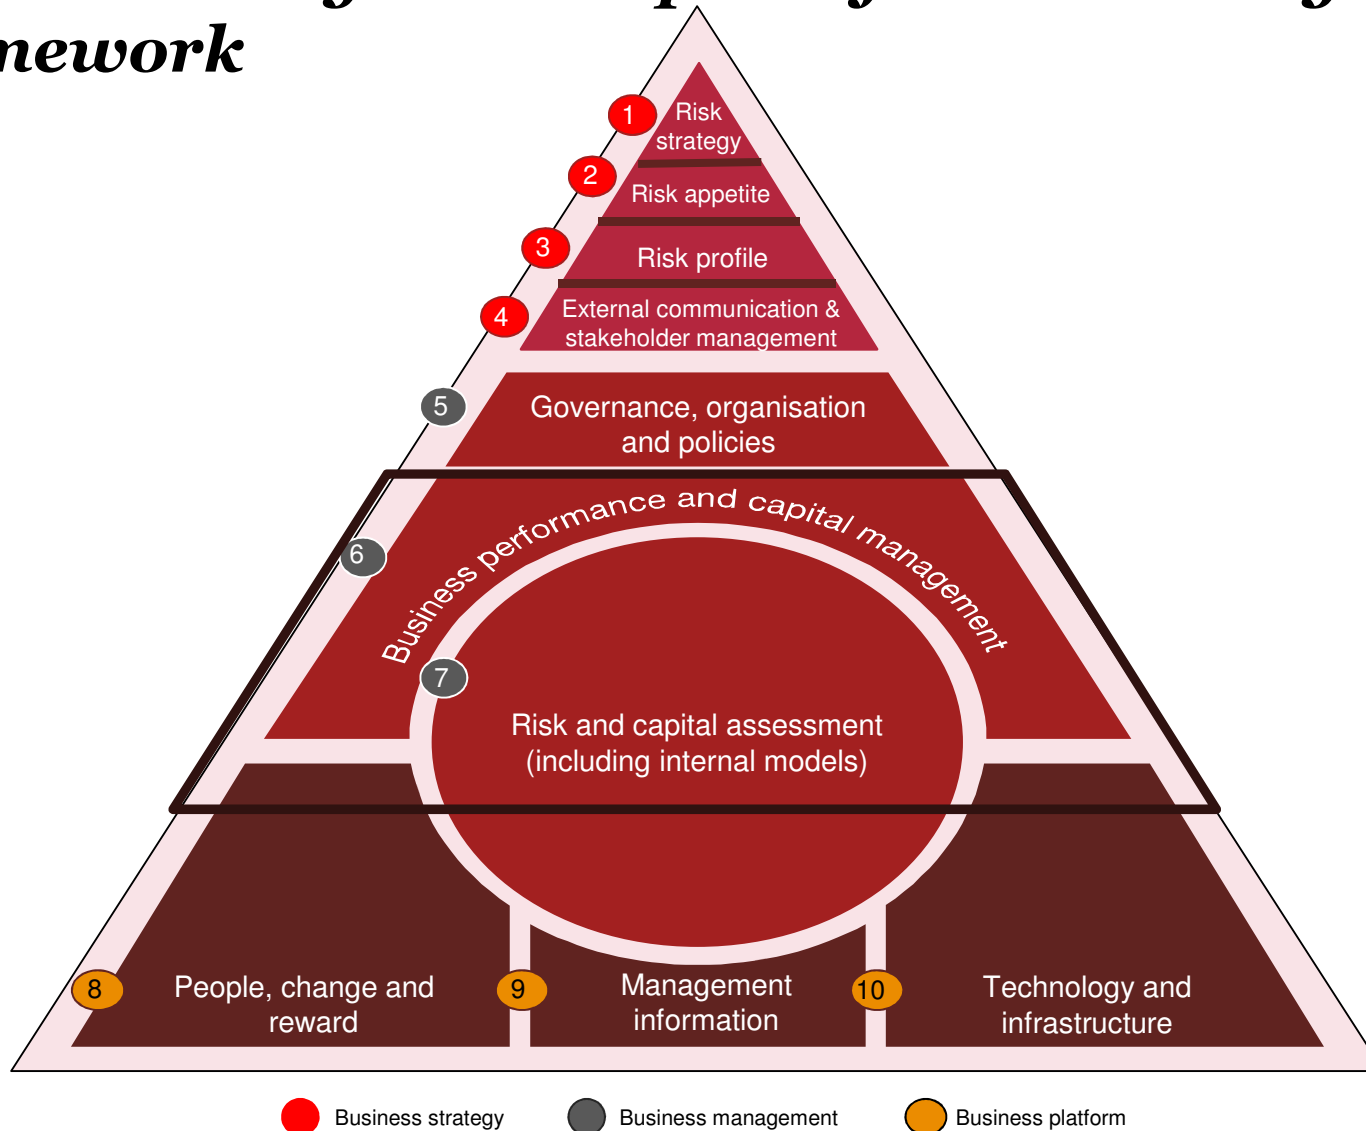 mework
1
Risk
strategy
2
Risk appetite
3
Risk profile
4
External communication &
stakeholder management
5
Governance, organisation
and policies
6
Business performance and capital management
7
Risk and capital assessment
(including internal models)
8
People, change and
reward
9
Management
information
10
Technology and
infrastructure
Business strategy
Business management
Business platform